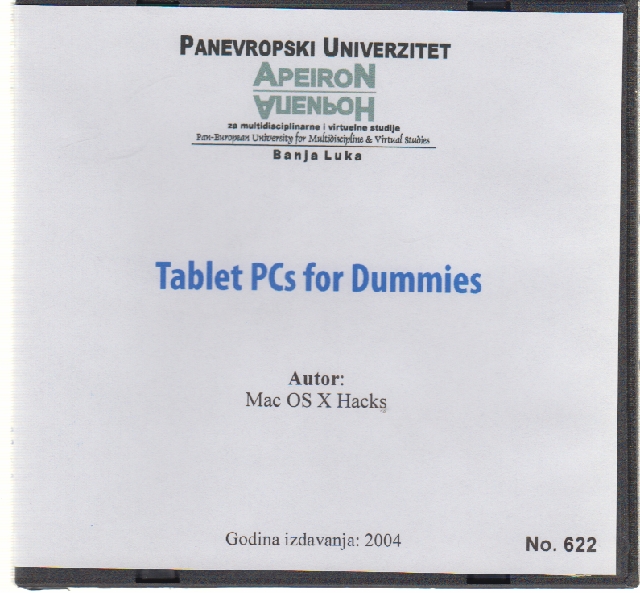 PANEVROPSKI UNIVERZITET
APEIRON
АПЕИРОН
za multidisciplinarne i virtuelne studije
Pan-European University for Multidiscipline & Virtual Studies
Banja Luka
Tablet PCs for Dummies
Autor:
Mac OS X Hacks
Godina izdavanja: 2004
No. 622